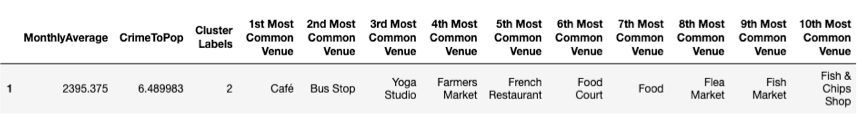 1st Most 2nd Most 3rd Most 4th Most 5th Most 6th Most 7th Most 8th Most 9th Most 10th Most
MonthlyAverage CrimeToPop Cluster Labels Common Common Common Common Common Common Common Common Common Common
Venue Venue Venue Venue Venue Venue Venue Venue Venue Venue
1 2395.375 6.489983 2 Café Bus Stop Yoga Studio Farmers Market French Restaurant Food Court Food Flea Market Fish Market Fish & Chips Shop